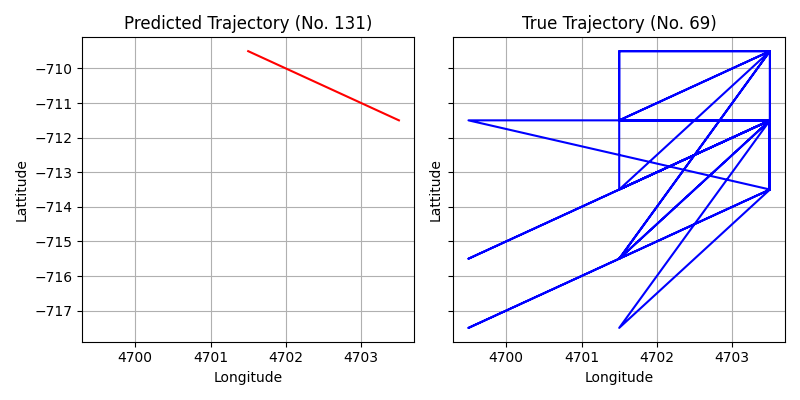 Predicted Trajectory (No. 131)
True Trajectory (No. 69)
Lattitude
−710
−711
−712
−713
−714
−715
−716
−717
4700
4701
4702
4703
Longitude
Lattitude
4700
4701
4702
4703
Longitude